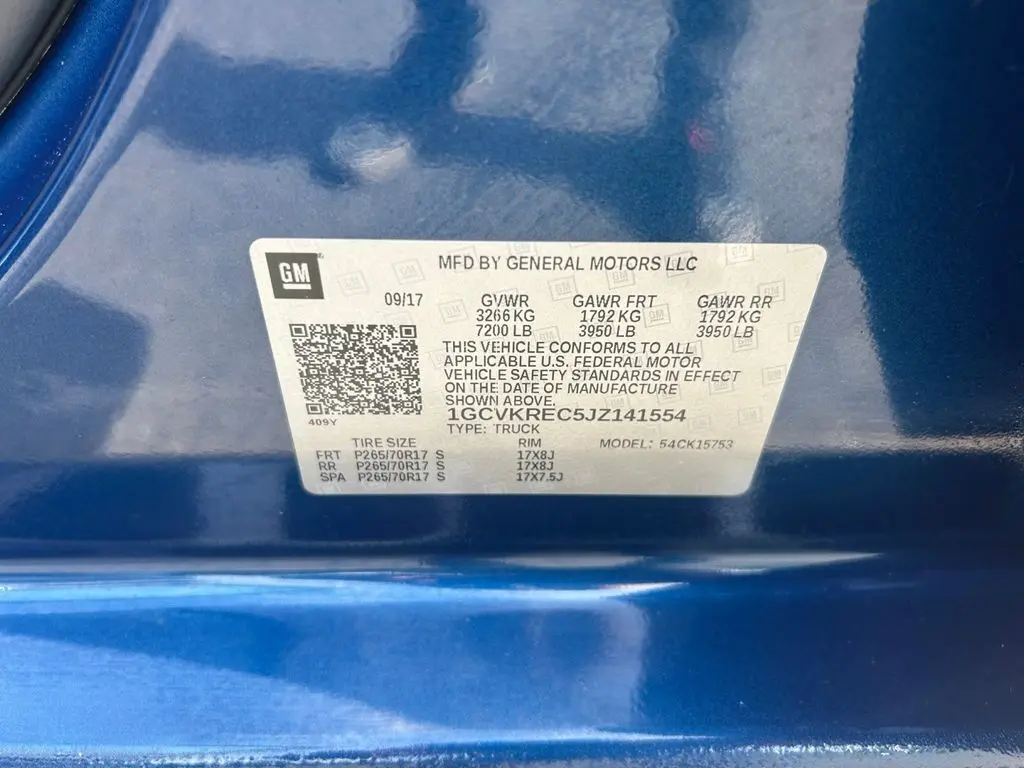 GM
MFD BY GENERAL MOTORS LLC
09/17 GVWR GAWR FRT GAWR RR
3266 KG 1792 KG 1792 KG
7200 LB 3950 LB 3950 LB
THIS VEHICLE CONFORMS TO ALL
APPLICABLE U.S. FEDERAL MOTOR
VEHICLE SAFETY STANDARDS IN EFFECT
ON THE DATE OF MANUFACTURE
SHOWN ABOVE.
1GCVKREC5JZ141554
409Y
TYPE: TRUCK
TIRE SIZE RIM MODEL: 54CK15753
FRT P265/70R17 S 17X8J
RR P265/70R17 S 17X8J
SPA P265/70R17 S 17X7.5J